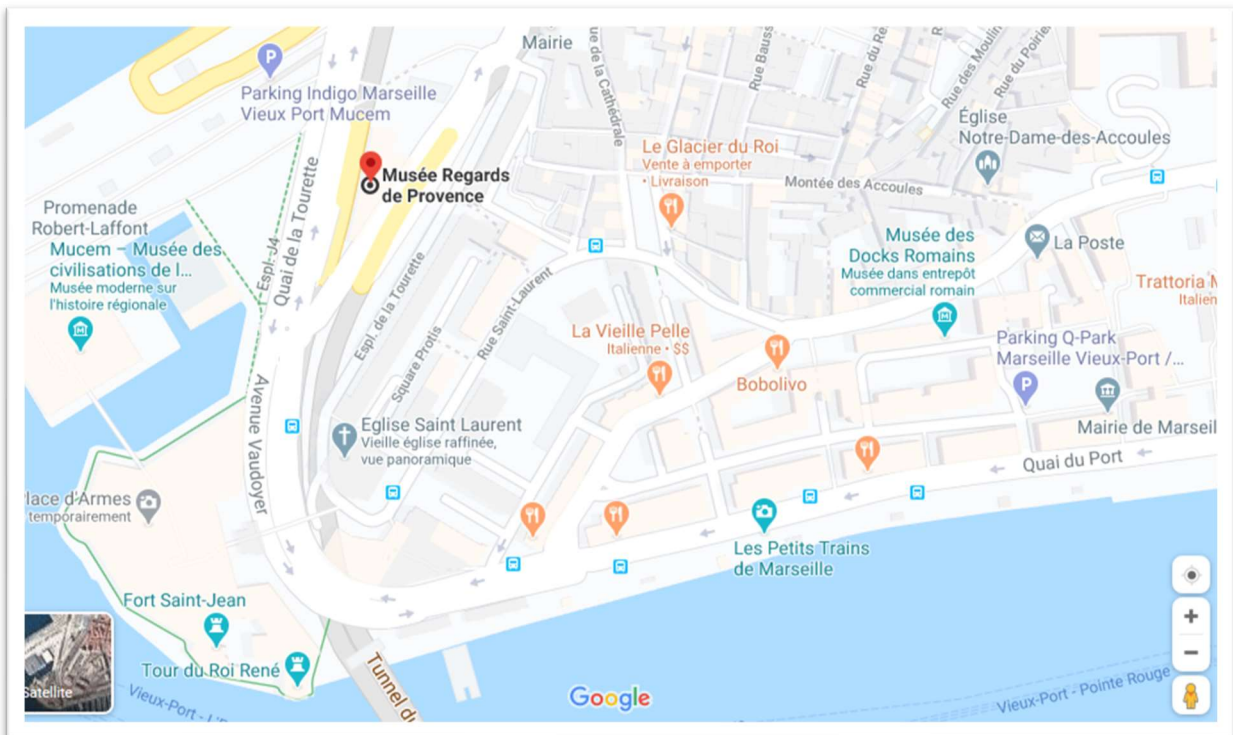 Mairie
Parking Indigo Marseille
Vieux Port Mucem
Musée Regards
de Provence
Promenade
Robert-Laffont
Mucem – Musée des
civilisations de l...
Musée moderne sur
l'histoire régionale
Espl. J4
Quai de la Tourette
Espl. de la Tourette
Square Protis
Rue Saint-Laurent
ue de la Cathédrale
Rue Bauss
Rue du Re
Rue des Moulin
Rue du Poirie
Église
Notre-Dame-des-Accoules
Le Glacier du Roi
Vente à emporter
• Livraison
Montée des Accoules
Musée des
Docks Romains
Musée dans entrepôt
commercial romain
La Poste
Trattoria M
Italien
La Vieille Pelle
Italienne • $$
Bobolivo
Parking Q-Park
Marseille Vieux-Port /...
Mairie de Marseil
Avenue Vaudoyer
Eglise Saint Laurent
Vieille église raffinée,
vue panoramique
Quai du Port
lace d'Armes
temporairement
Les Petits Trains
de Marseille
Fort Saint-Jean
Tour du Roi René
Satellite
Tunnel du
Google
Vieux-Port - Pointe Rouge
Vieux-Port -